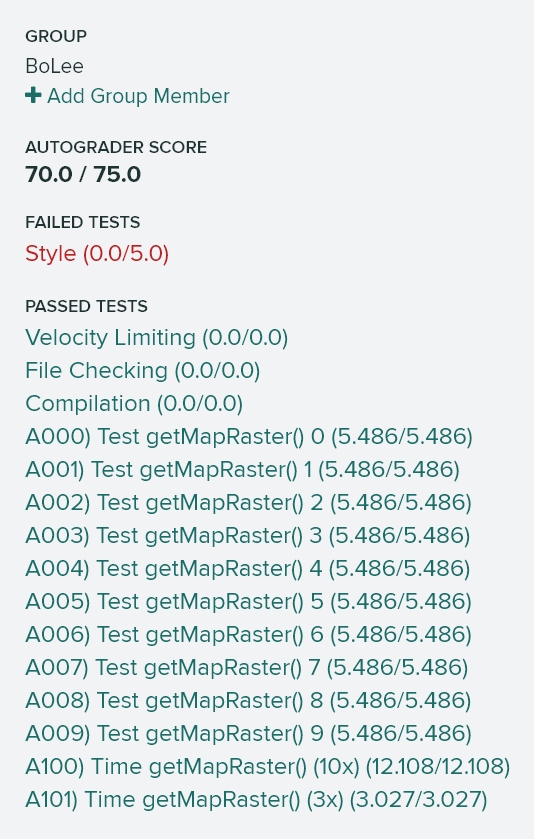 GROUP
BoLee
+ Add Group Member
AUTOGRADER SCORE
70.0 / 75.0
FAILED TESTS
Style (0.0/5.0)
PASSED TESTS
Velocity Limiting (0.0/0.0)
File Checking (0.0/0.0)
Compilation (0.0/0.0)
A000) Test getMapRaster() 0 (5.486/5.486)
A001) Test getMapRaster() 1 (5.486/5.486)
A002) Test getMapRaster() 2 (5.486/5.486)
A003) Test getMapRaster() 3 (5.486/5.486)
A004) Test getMapRaster() 4 (5.486/5.486)
A005) Test getMapRaster() 5 (5.486/5.486)
A006) Test getMapRaster() 6 (5.486/5.486)
A007) Test getMapRaster() 7 (5.486/5.486)
A008) Test getMapRaster() 8 (5.486/5.486)
A009) Test getMapRaster() 9 (5.486/5.486)
A100) Time getMapRaster() (10x) (12.108/12.108)
A101) Time getMapRaster() (3x) (3.027/3.027)